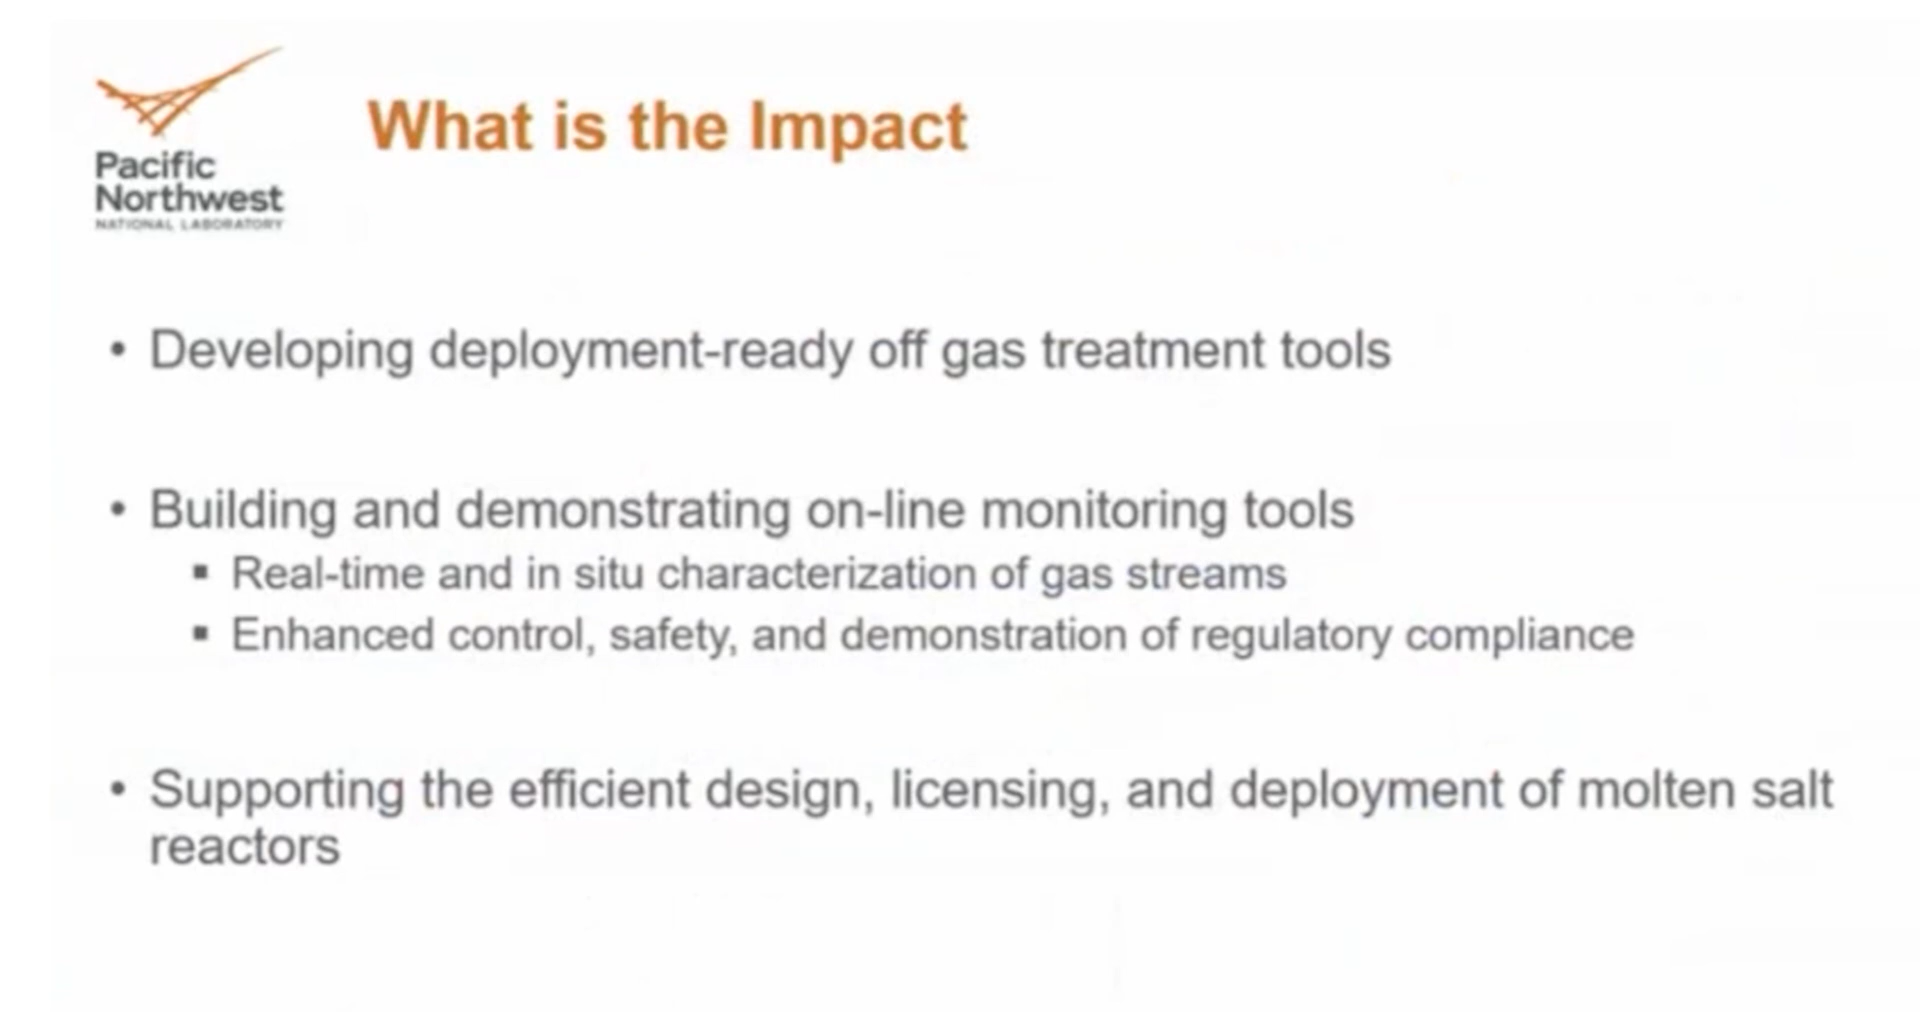 Pacific
Northwest
NATIONAL LABORATORY
What is the Impact
• Developing deployment-ready off gas treatment tools
• Building and demonstrating on-line monitoring tools
▪ Real-time and in situ characterization of gas streams
▪ Enhanced control, safety, and demonstration of regulatory compliance
• Supporting the efficient design, licensing, and deployment of molten salt
reactors